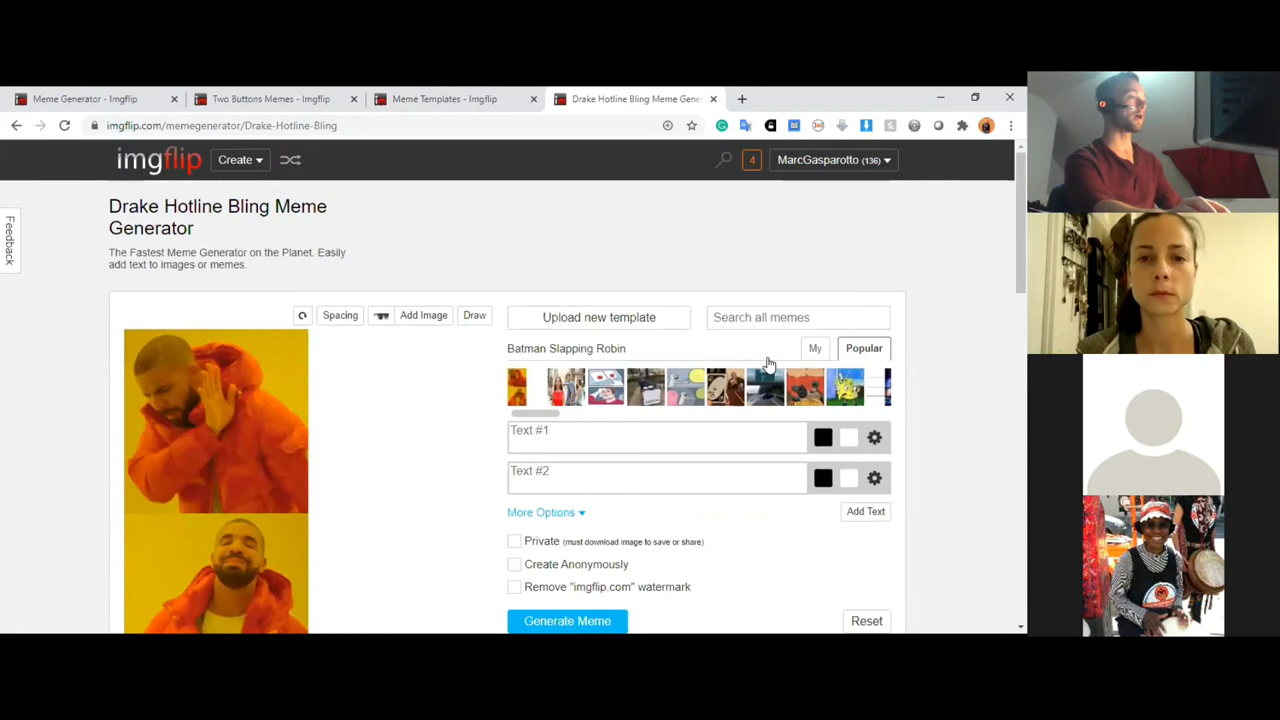 Meme Generator - Imgflip
Two Buttons Memes - Imgflip
Meme Templates - Imgflip
Drake Hotline Bling Meme Gener
imgflip.com/memegenerator/Drake-Hotline-Bling
imgflip
Create
4
MarcGasparotto (136)
Feedback
Drake Hotline Bling Meme
Generator
The Fastest Meme Generator on the Planet. Easily
add text to images or memes.
Spacing
Add Image
Draw
Upload new template
Search all memes
Batman Slapping Robin
My
Popular
Text #1
Text #2
More Options
Add Text
Private (must download image to save or share)
Create Anonymously
Remove "imgflip.com" watermark
Generate Meme
Reset